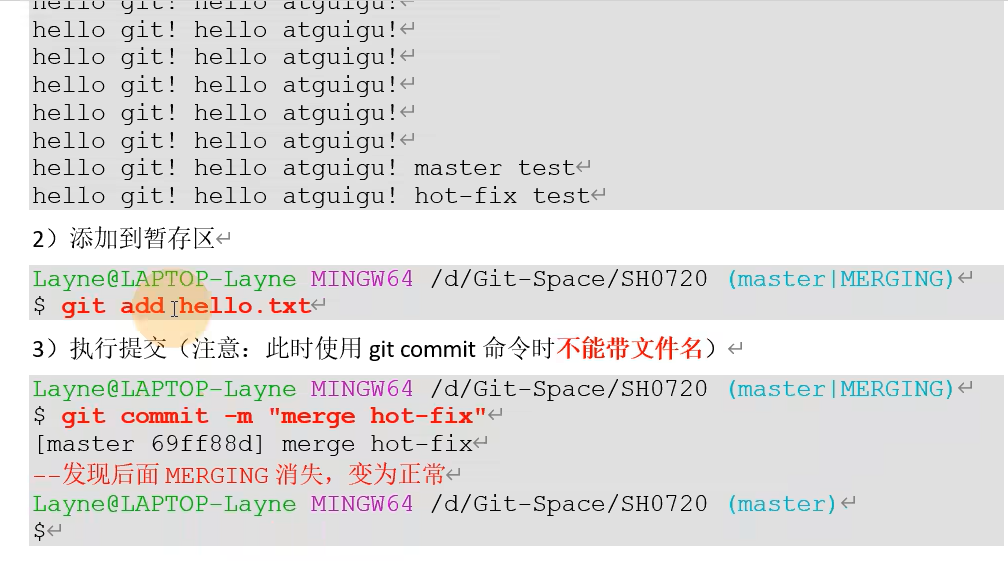 hello git! hello atguigu!↵
hello git! hello atguigu!↵
hello git! hello atguigu!↵
hello git! hello atguigu!↵
hello git! hello atguigu!↵
hello git! hello atguigu!↵
hello git! hello atguigu! master test↵
hello git! hello atguigu! hot-fix test↵
2）添加到暂存区↵
Layne@LAPTOP-Layne MINGW64 /d/Git-Space/SH0720 (master|MERGING)↵
$ git add hello.txt↵
3）执行提交（注意：此时使用 git commit 命令时不能带文件名）↵
Layne@LAPTOP-Layne MINGW64 /d/Git-Space/SH0720 (master|MERGING)↵
$ git commit -m "merge hot-fix"↵
[master 69ff88d] merge hot-fix↵
--发现后面 MERGING 消失，变为正常↵
Layne@LAPTOP-Layne MINGW64 /d/Git-Space/SH0720 (master)↵
$↵